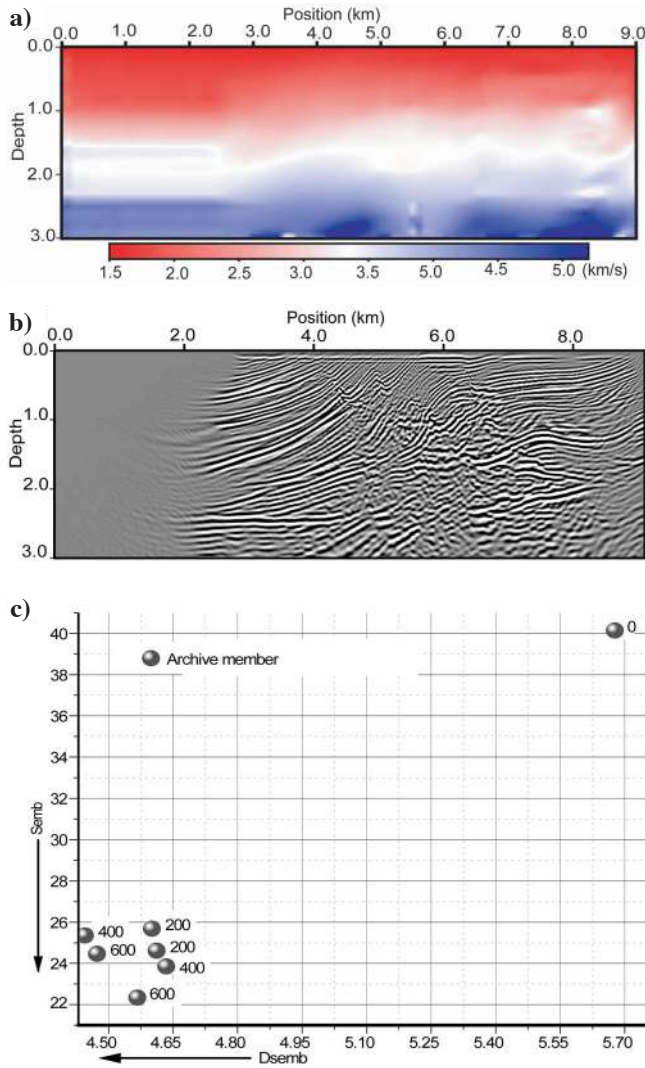 a)
Position (km)
0.0 1.5 2.0 3.0 4.0 5.0 6.0 7.0 8.0 9.0
Depth
0.0
1.0
2.0
3.0
1.5 2.0 2.5 3.0 3.5 5.0 4.5 5.0 (km/s)
b)
Position (km)
0.0 2.0 4.0 6.0 8.0
Depth
0.0
1.0
2.0
3.0
c)
40
38
36
34
32
30
28
26
24
22
Semb
Archive member
0
400
200
600
200
400
600
4.50 4.65 4.80 4.95 5.10 5.25 5.40 5.55 5.70
Dsemb